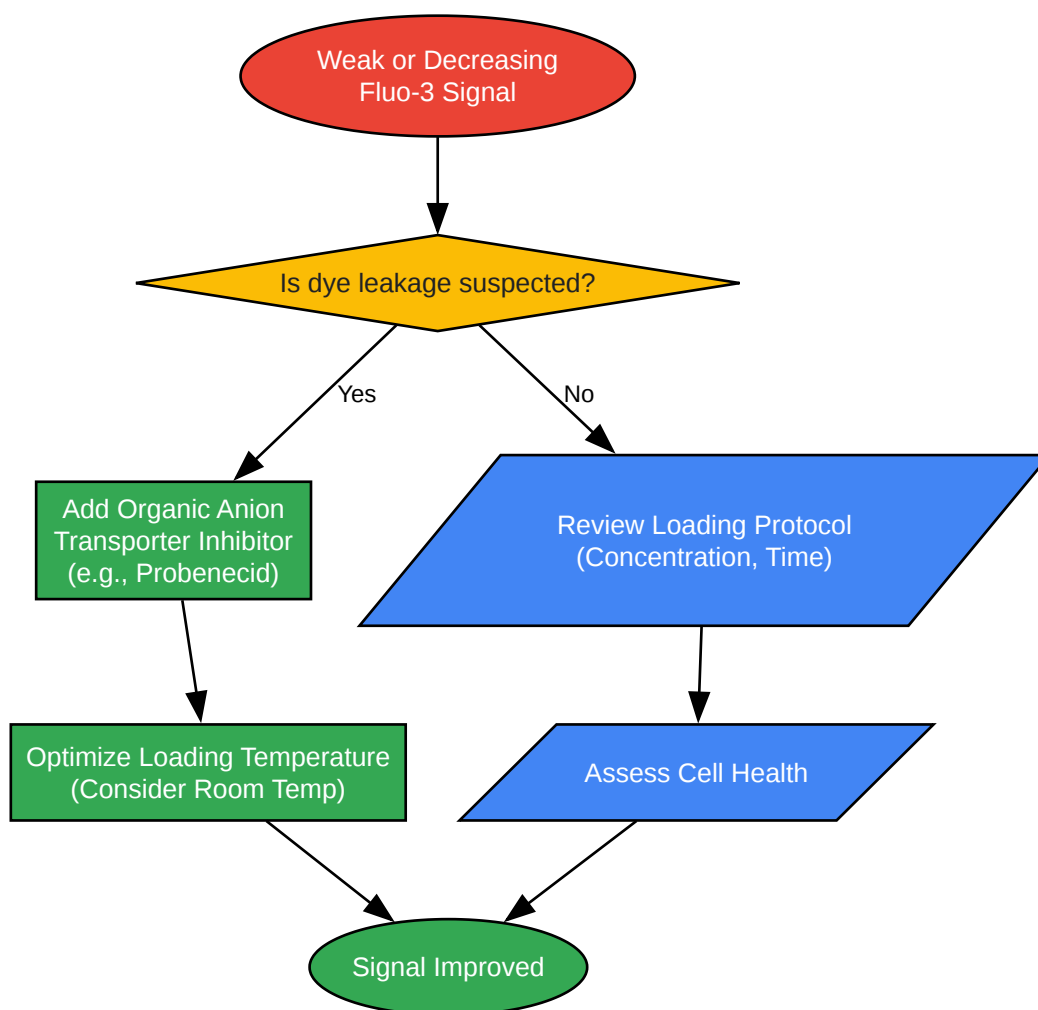 Weak or Decreasing
Fluo-3 Signal
Is dye leakage suspected?
Yes
No
Add Organic Anion
Transporter Inhibitor
(e.g., Probenecid)
Review Loading Protocol
(Concentration, Time)
Optimize Loading Temperature
(Consider Room Temp)
Assess Cell Health
Signal Improved